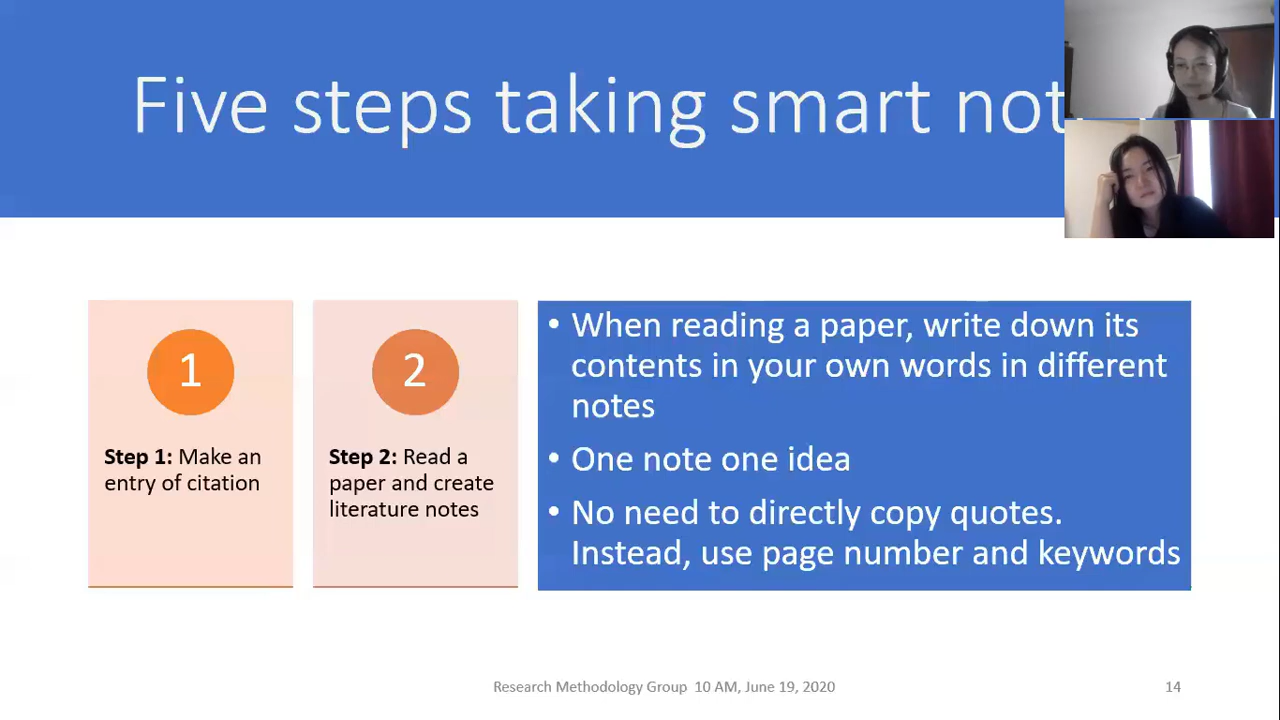 Five steps taking smart not
1
Step 1: Make an
entry of citation
2
Step 2: Read a
paper and create
literature notes
• When reading a paper, write down its
contents in your own words in different
notes
• One note one idea
• No need to directly copy quotes.
Instead, use page number and keywords
Research Methodology Group 10 AM, June 19, 2020
14